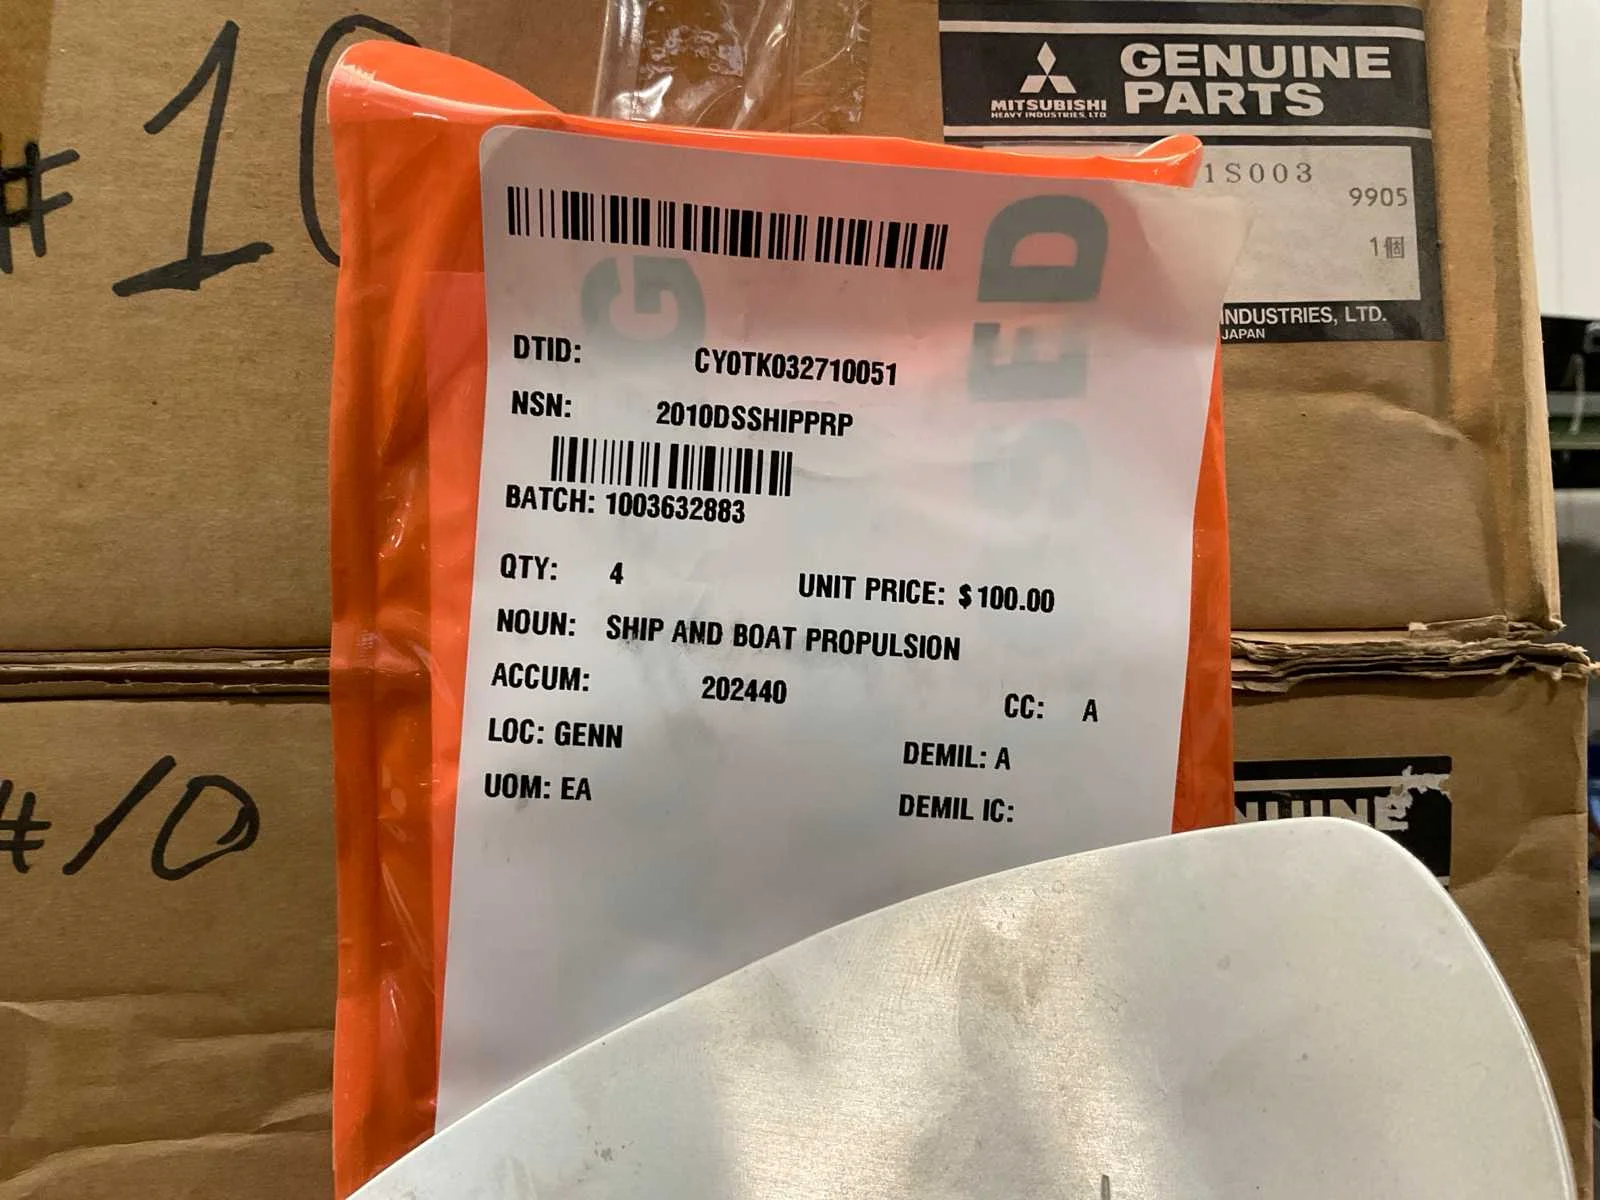 #10
MITSUBISHI
HEAVY INDUSTRIES, LTD
GENUINE
PARTS
1S003
9905
1個
INDUSTRIES, LTD.
JAPAN
G
SED
DTID: CY0TK032710051
NSN: 2010DSSHIPPRP
BATCH: 1003632883
QTY: 4 UNIT PRICE: $100.00
NOUN: SHIP AND BOAT PROPULSION
ACCUM: 202440
CC: A
LOC: GENN
DEMIL: A
UOM: EA
DEMIL IC:
#10